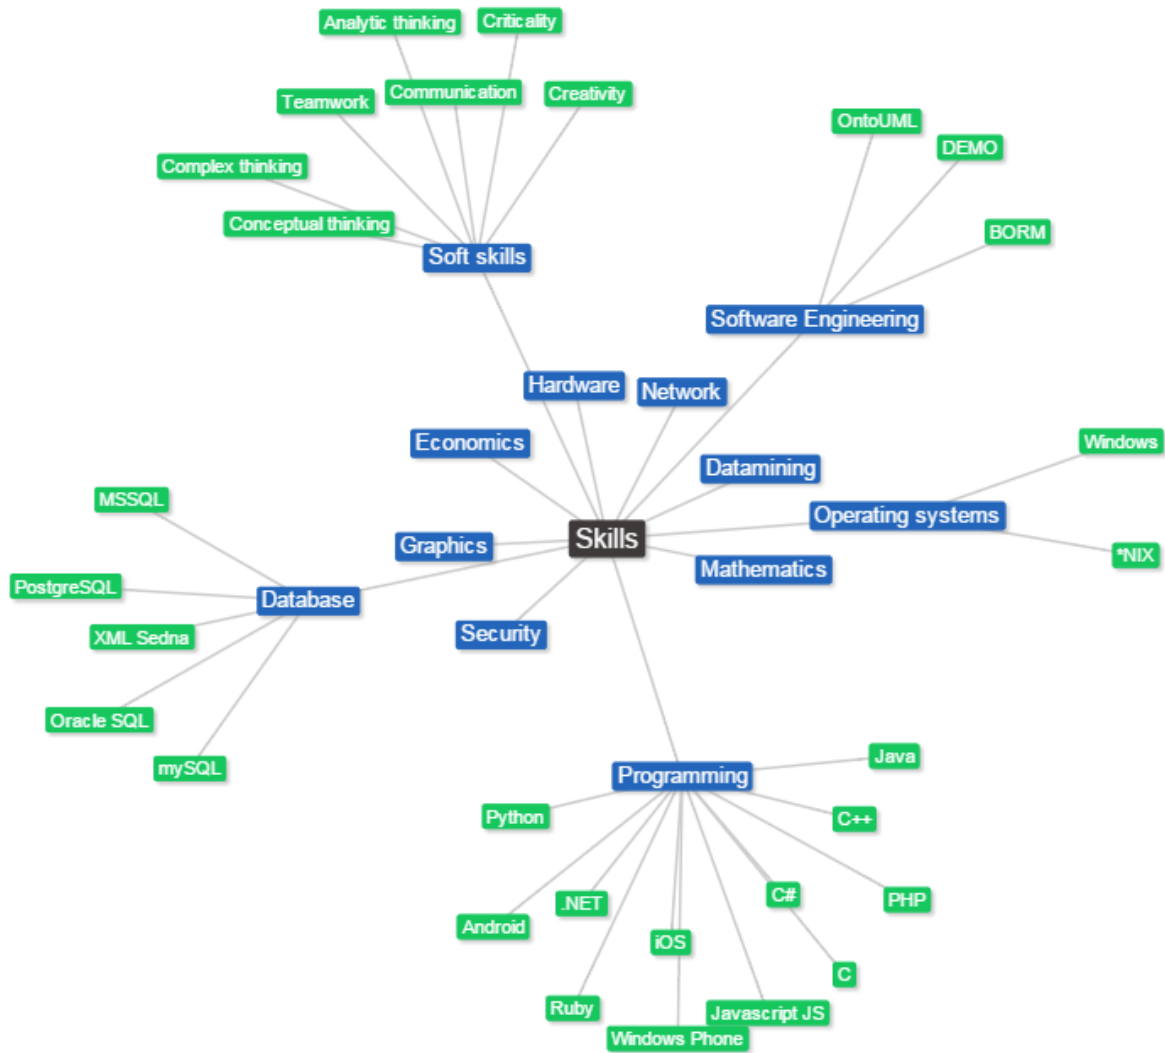 Analytic thinking
Criticality
Teamwork
Communication
Creativity
OntoUML
DEMO
Complex thinking
Conceptual thinking
BORM
Soft skills
Software Engineering
Hardware
Network
Economics
Datamining
Windows
MSSQL
Operating systems
Graphics
Skills
*NIX
Mathematics
PostgreSQL
Database
XML Sedna
Security
Oracle SQL
mySQL
Programming
Java
Python
C++
.NET
C#
PHP
Android
iOS
C
Ruby
Javascript JS
Windows Phone